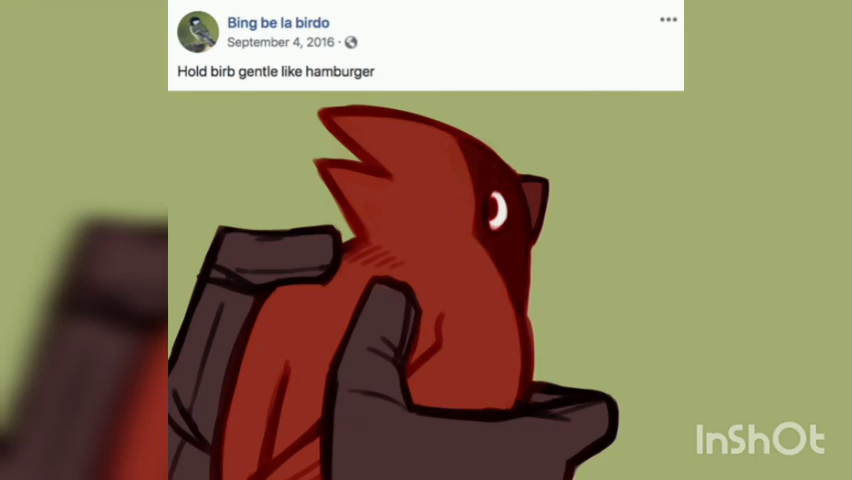 Bing be la birdo
September 4, 2016 ·
Hold birb gentle like hamburger
InShOt